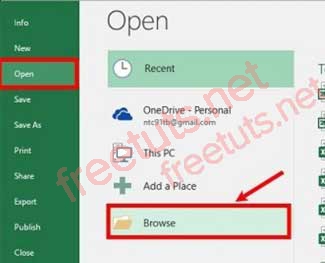 Info
New
Open
Save
Save As
Print
Share
Export
Publish
Close
Open
Recent
OneDrive - Personal
ntc91tb@gmail.com
This PC
Add a Place
Browse
freetuts.net
freetuts.net